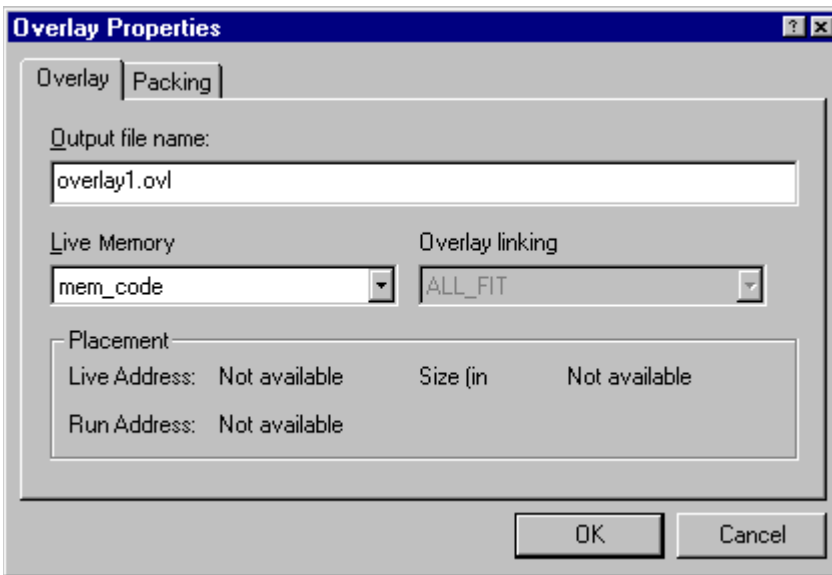 Overlay Properties
Overlay Packing
Output file name:
overlay1.ovl
Live Memory Overlay linking
mem_code ALL_FIT
Placement
Live Address: Not available Size (in Not available
Run Address: Not available
OK Cancel